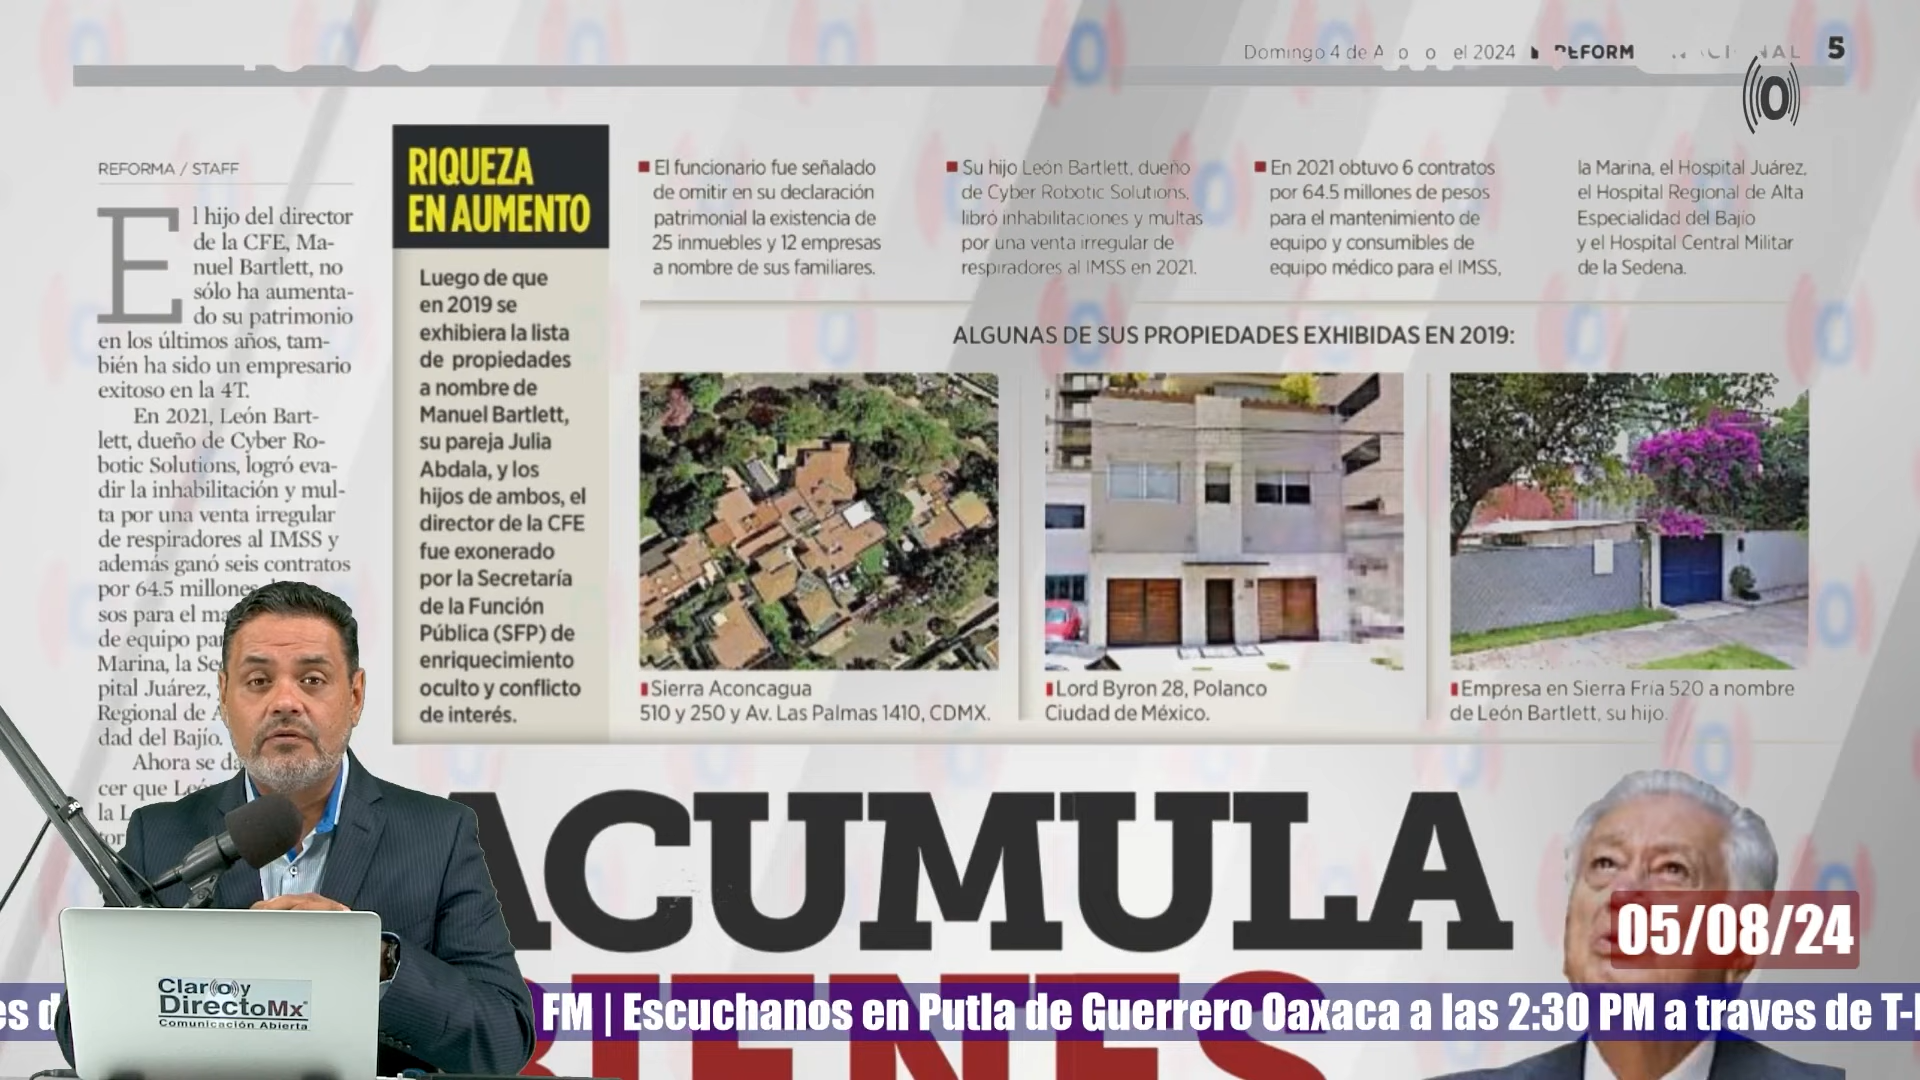 5
REFORMA / STAFF
El hijo del director
de la CFE, Ma-
nuel Bartlett, no
sólo ha aumenta-
do su patrimonio
en los últimos años, tam-
bién ha sido un empresario
exitoso en la 4T.
En 2021, León Bart-
lett, dueño de Cyber Ro-
botic Solutions, logró eva-
dir la inhabilitación y mul-
ta por una venta irregular
de respiradores al IMSS y
además ganó seis contratos
por 64.5 millones
sos para el
de equipo
Marina, la
pital Juárez,
Regional de
dad del Bajío.
Ahora se
cer que
la
RIQUEZA
EN AUMENTO
Luego de que
en 2019 se
exhibiera la lista
de propiedades
a nombre de
Manuel Bartlett,
su pareja Julia
Abdala, y los
hijos de ambos, el
director de la CFE
fue exonerado
por la Secretaría
de la Función
Pública (SFP) de
enriquecimiento
oculto y conflicto
de interés.
El funcionario fue señalado
de omitir en su declaración
patrimonial la existencia de
25 inmuebles y 12 empresas
a nombre de sus familiares.
Su hijo León Bartlett, dueño
de Cyber Robotic Solutions,
libró inhabilitaciones y multas
por una venta irregular de
respiradores al IMSS en 2021.
En 2021 obtuvo 6 contratos
por 64.5 millones de pesos
para el mantenimiento de
equipo y consumibles de
equipo médico para el IMSS,
la Marina, el Hospital Juárez,
el Hospital Regional de Alta
Especialidad del Bajío
y el Hospital Central Militar
de la Sedena.
ALGUNAS DE SUS PROPIEDADES EXHIBIDAS EN 2019:
Sierra Aconcagua
510 y 250 y Av. Las Palmas 1410, CDMX.
Lord Byron 28, Polanco
Ciudad de México.
Empresa en Sierra Fría 520 a nombre
de León Bartlett, su hijo.
ACUMULA
BIENES
05/08/24
Claroy
DirectoMx
Comunicación Abierta
FM | Escuchanos en Putla de Guerrero Oaxaca a las 2:30 PM a traves de